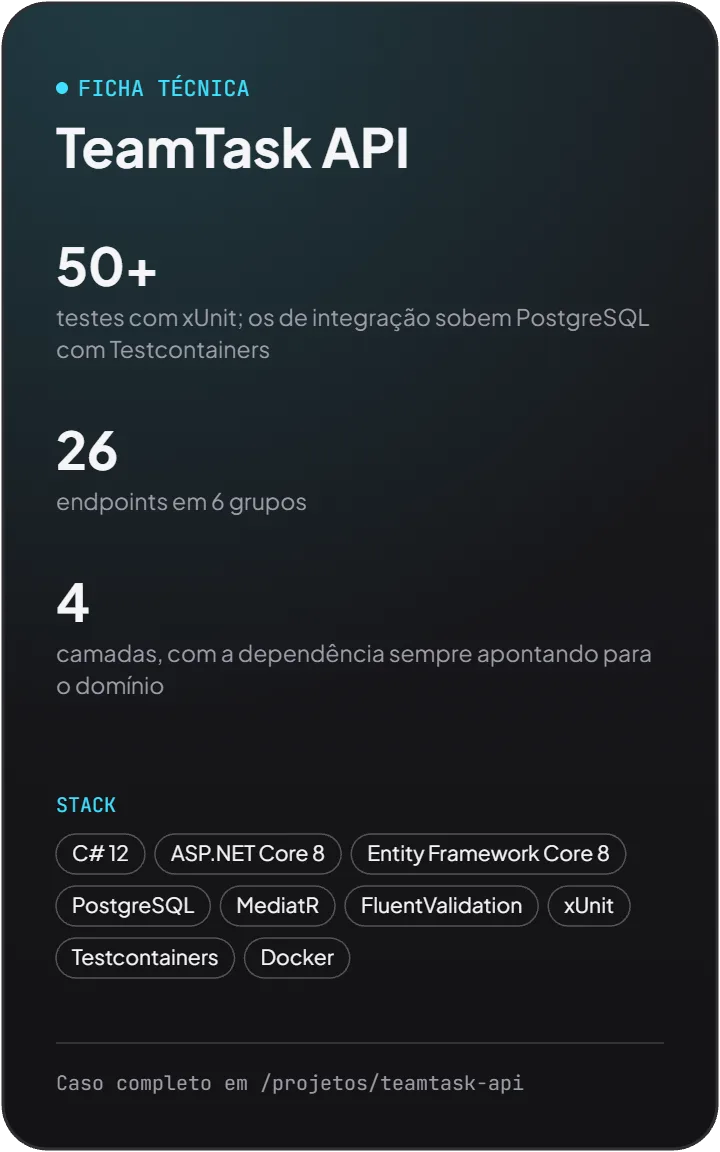 FICHA TÉCNICA
TeamTask API
50+
testes com xUnit; os de integração sobem PostgreSQL
com Testcontainers
26
endpoints em 6 grupos
4
camadas, com a dependência sempre apontando para
o domínio
STACK
C# 12
ASP.NET Core 8
Entity Framework Core 8
PostgreSQL
MediatR
FluentValidation
xUnit
Testcontainers
Docker
Caso completo em /projetos/teamtask-api